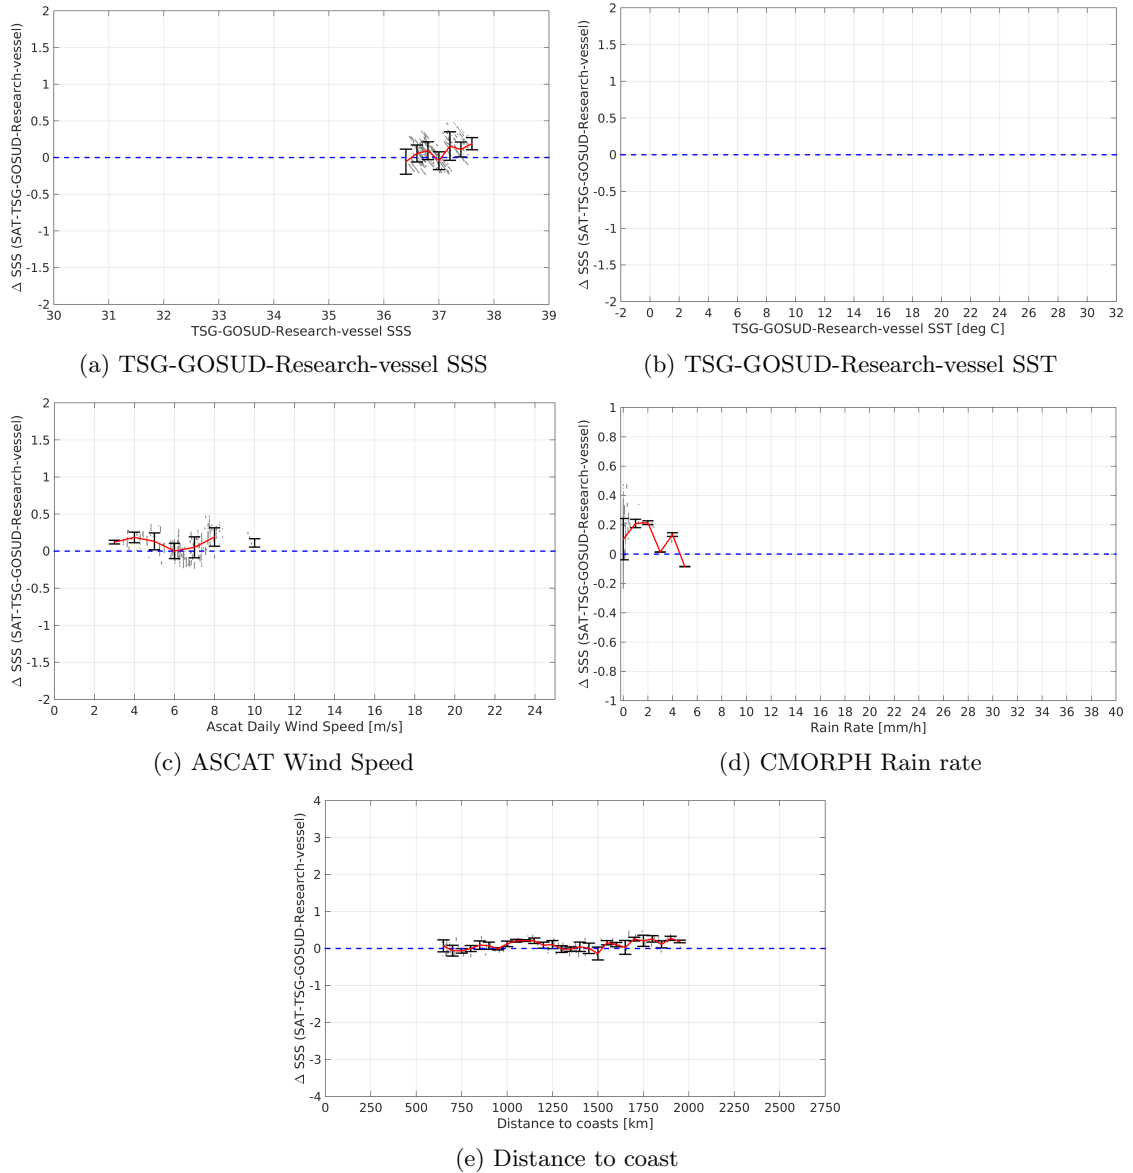 2
1.5
1
0.5
0
-0.5
-1
-1.5
-2
Δ SSS (SAT-TSG-GOSUD-Research-vessel)
30 31 32 33 34 35 36 37 38 39
TSG-GOSUD-Research-vessel SSS
(a) TSG-GOSUD-Research-vessel SSS
2
1.5
1
0.5
0
-0.5
-1
-1.5
-2
Δ SSS (SAT-TSG-GOSUD-Research-vessel)
-2 0 2 4 6 8 10 12 14 16 18 20 22 24 26 28 30 32
TSG-GOSUD-Research-vessel SST [deg C]
(b) TSG-GOSUD-Research-vessel SST
2
1.5
1
0.5
0
-0.5
-1
-1.5
-2
Δ SSS (SAT-TSG-GOSUD-Research-vessel)
0 2 4 6 8 10 12 14 16 18 20 22 24
Ascat Daily Wind Speed [m/s]
(c) ASCAT Wind Speed
1
0.8
0.6
0.4
0.2
0
-0.2
-0.4
-0.6
-0.8
-1
Δ SSS (SAT-TSG-GOSUD-Research-vessel)
0 2 4 6 8 10 12 14 16 18 20 22 24 26 28 30 32 34 36 38 40
Rain Rate [mm/h]
(d) CMORPH Rain rate
4
3
2
1
0
-1
-2
-3
-4
Δ SSS (SAT-TSG-GOSUD-Research-vessel)
0 250 500 750 1000 1250 1500 1750 2000 2250 2500 2750
Distance to coasts [km]
(e) Distance to coast